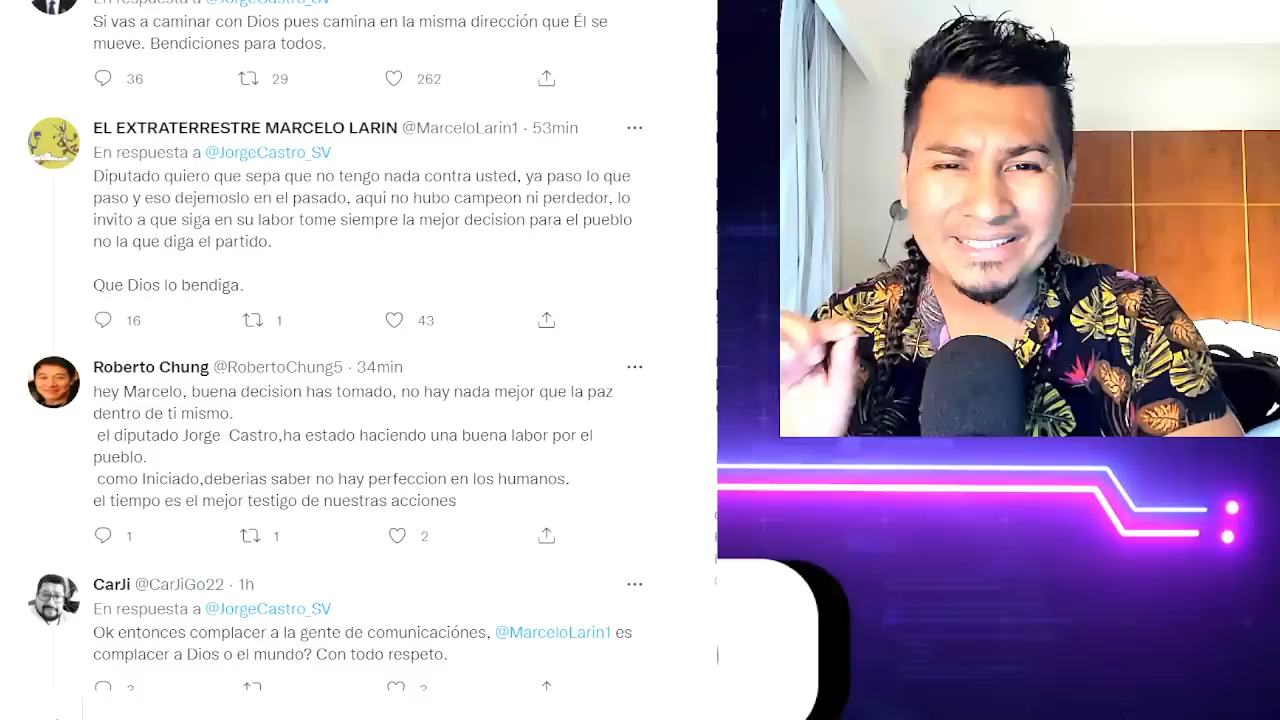 En respuesta a @JorgeCastro_SV
Si vas a caminar con Dios pues camina en la misma dirección que Él se
mueve. Bendiciones para todos.
36 29 262
EL EXTRATERRESTRE MARCELO LARIN @MarceloLarin1 · 53min
En respuesta a @JorgeCastro_SV
Diputado quiero que sepa que no tengo nada contra usted, ya paso lo que
paso y eso dejemoslo en el pasado, aqui no hubo campeon ni perdedor, lo
invito a que siga en su labor tome siempre la mejor decision para el pueblo
no la que diga el partido.
Que Dios lo bendiga.
16 1 43
Roberto Chung @RobertoChung5 · 34min
hey Marcelo, buena decision has tomado, no hay nada mejor que la paz
dentro de ti mismo.
el diputado Jorge Castro,ha estado haciendo una buena labor por el
pueblo.
como Iniciado,deberias saber no hay perfeccion en los humanos.
el tiempo es el mejor testigo de nuestras acciones
1 1 2
CarJi @CarJiGo22 · 1h
En respuesta a @JorgeCastro_SV
Ok entonces complacer a la gente de comunicaciónes, @MarceloLarin1 es
complacer a Dios o el mundo? Con todo respeto.